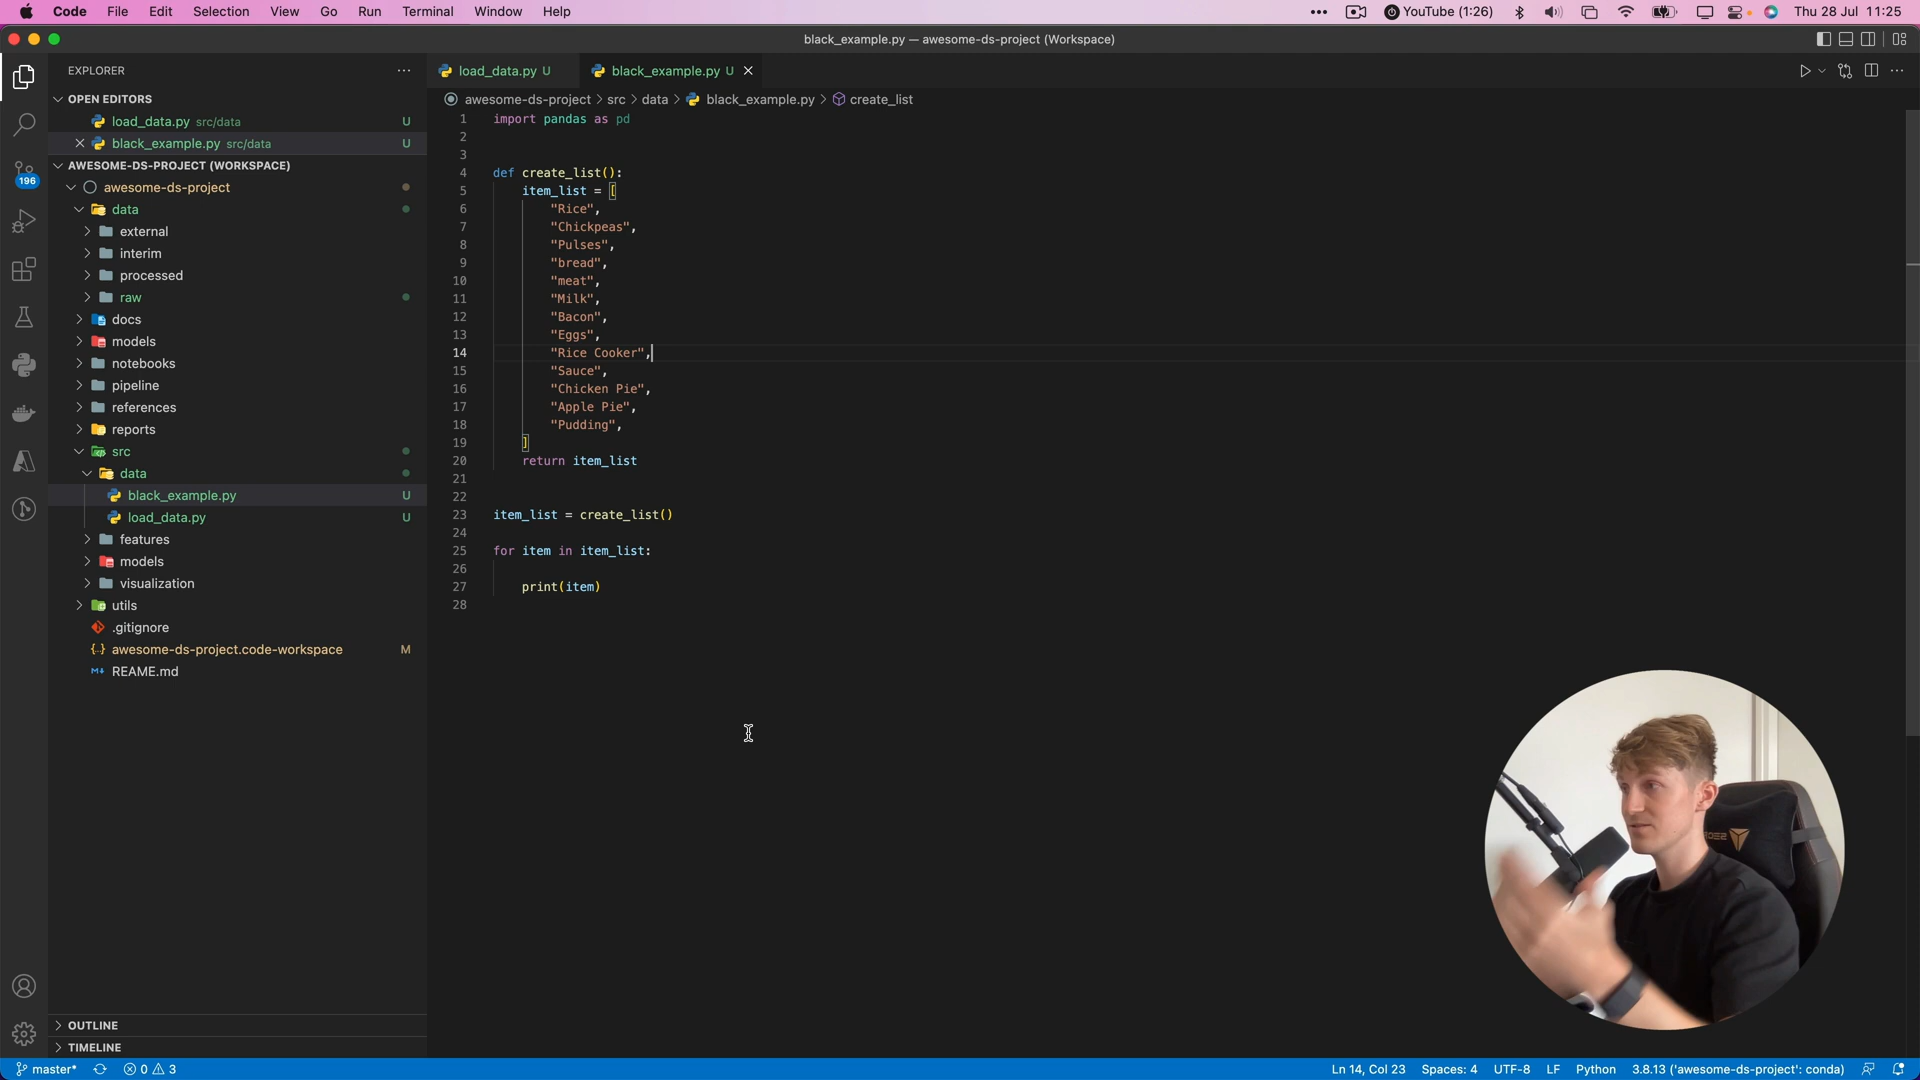 Code File Edit Selection View Go Run Terminal Window Help
YouTube (1:26) Thu 28 Jul 11:25
black_example.py — awesome-ds-project (Workspace)
EXPLORER
OPEN EDITORS
load_data.py src/data U
black_example.py src/data U
AWESOME-DS-PROJECT (WORKSPACE)
awesome-ds-project
data
external
interim
processed
raw
docs
models
notebooks
pipeline
references
reports
src
data
black_example.py U
load_data.py U
features
models
visualization
utils
.gitignore
awesome-ds-project.code-workspace M
REAME.md
OUTLINE
TIMELINE
196
load_data.py U
black_example.py U
awesome-ds-project > src > data > black_example.py > create_list
1 import pandas as pd
2
3
4 def create_list():
5 item_list = [
6 "Rice",
7 "Chickpeas",
8 "Pulses",
9 "bread",
10 "meat",
11 "Milk",
12 "Bacon",
13 "Eggs",
14 "Rice Cooker",
15 "Sauce",
16 "Chicken Pie",
17 "Apple Pie",
18 "Pudding",
19 ]
20 return item_list
21
22
23 item_list = create_list()
24
25 for item in item_list:
26
27 print(item)
28
master* 0 3 Ln 14, Col 23 Spaces: 4 UTF-8 LF Python 3.8.13 ('awesome-ds-project': conda)